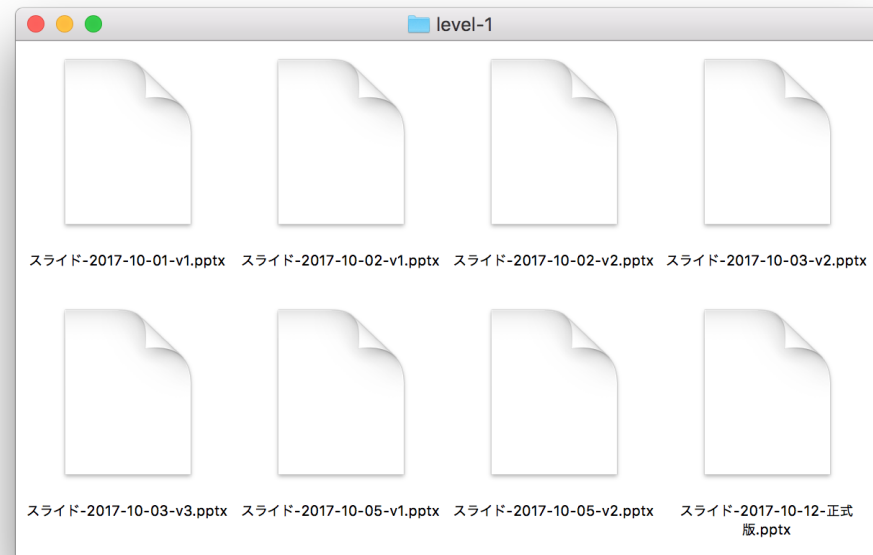 level-1
スライド-2017-10-01-v1.pptx
スライド-2017-10-02-v1.pptx
スライド-2017-10-02-v2.pptx
スライド-2017-10-03-v2.pptx
スライド-2017-10-03-v3.pptx
スライド-2017-10-05-v1.pptx
スライド-2017-10-05-v2.pptx
スライド-2017-10-12-正式
版.pptx